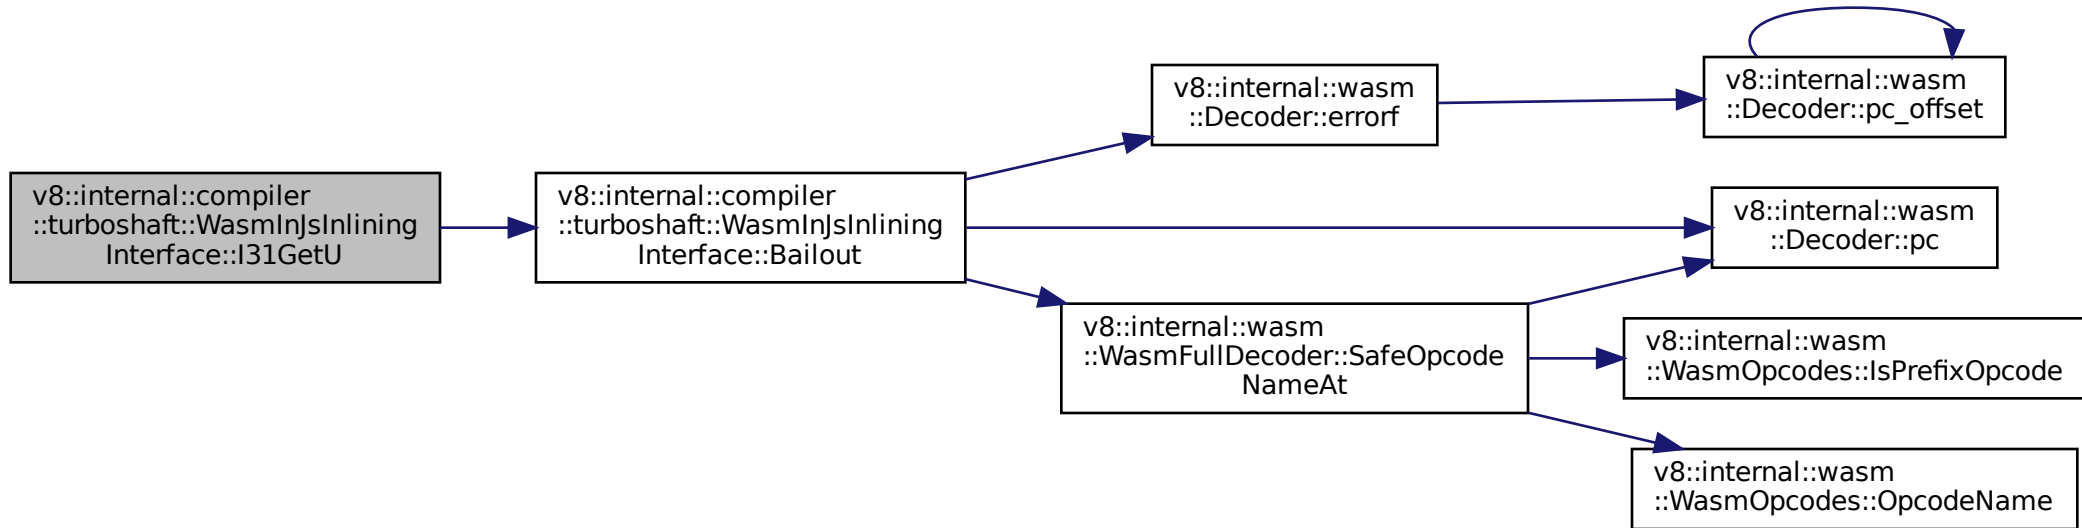 v8::internal::compiler
::turboshaft::WasmInJsInlining
Interface::I31GetU
v8::internal::compiler
::turboshaft::WasmInJsInlining
Interface::Bailout
v8::internal::wasm
::Decoder::errorf
v8::internal::wasm
::Decoder::pc_offset
v8::internal::wasm
::Decoder::pc
v8::internal::wasm
::WasmFullDecoder::SafeOpcode
NameAt
v8::internal::wasm
::WasmOpcodes::IsPrefixOpcode
v8::internal::wasm
::WasmOpcodes::OpcodeName